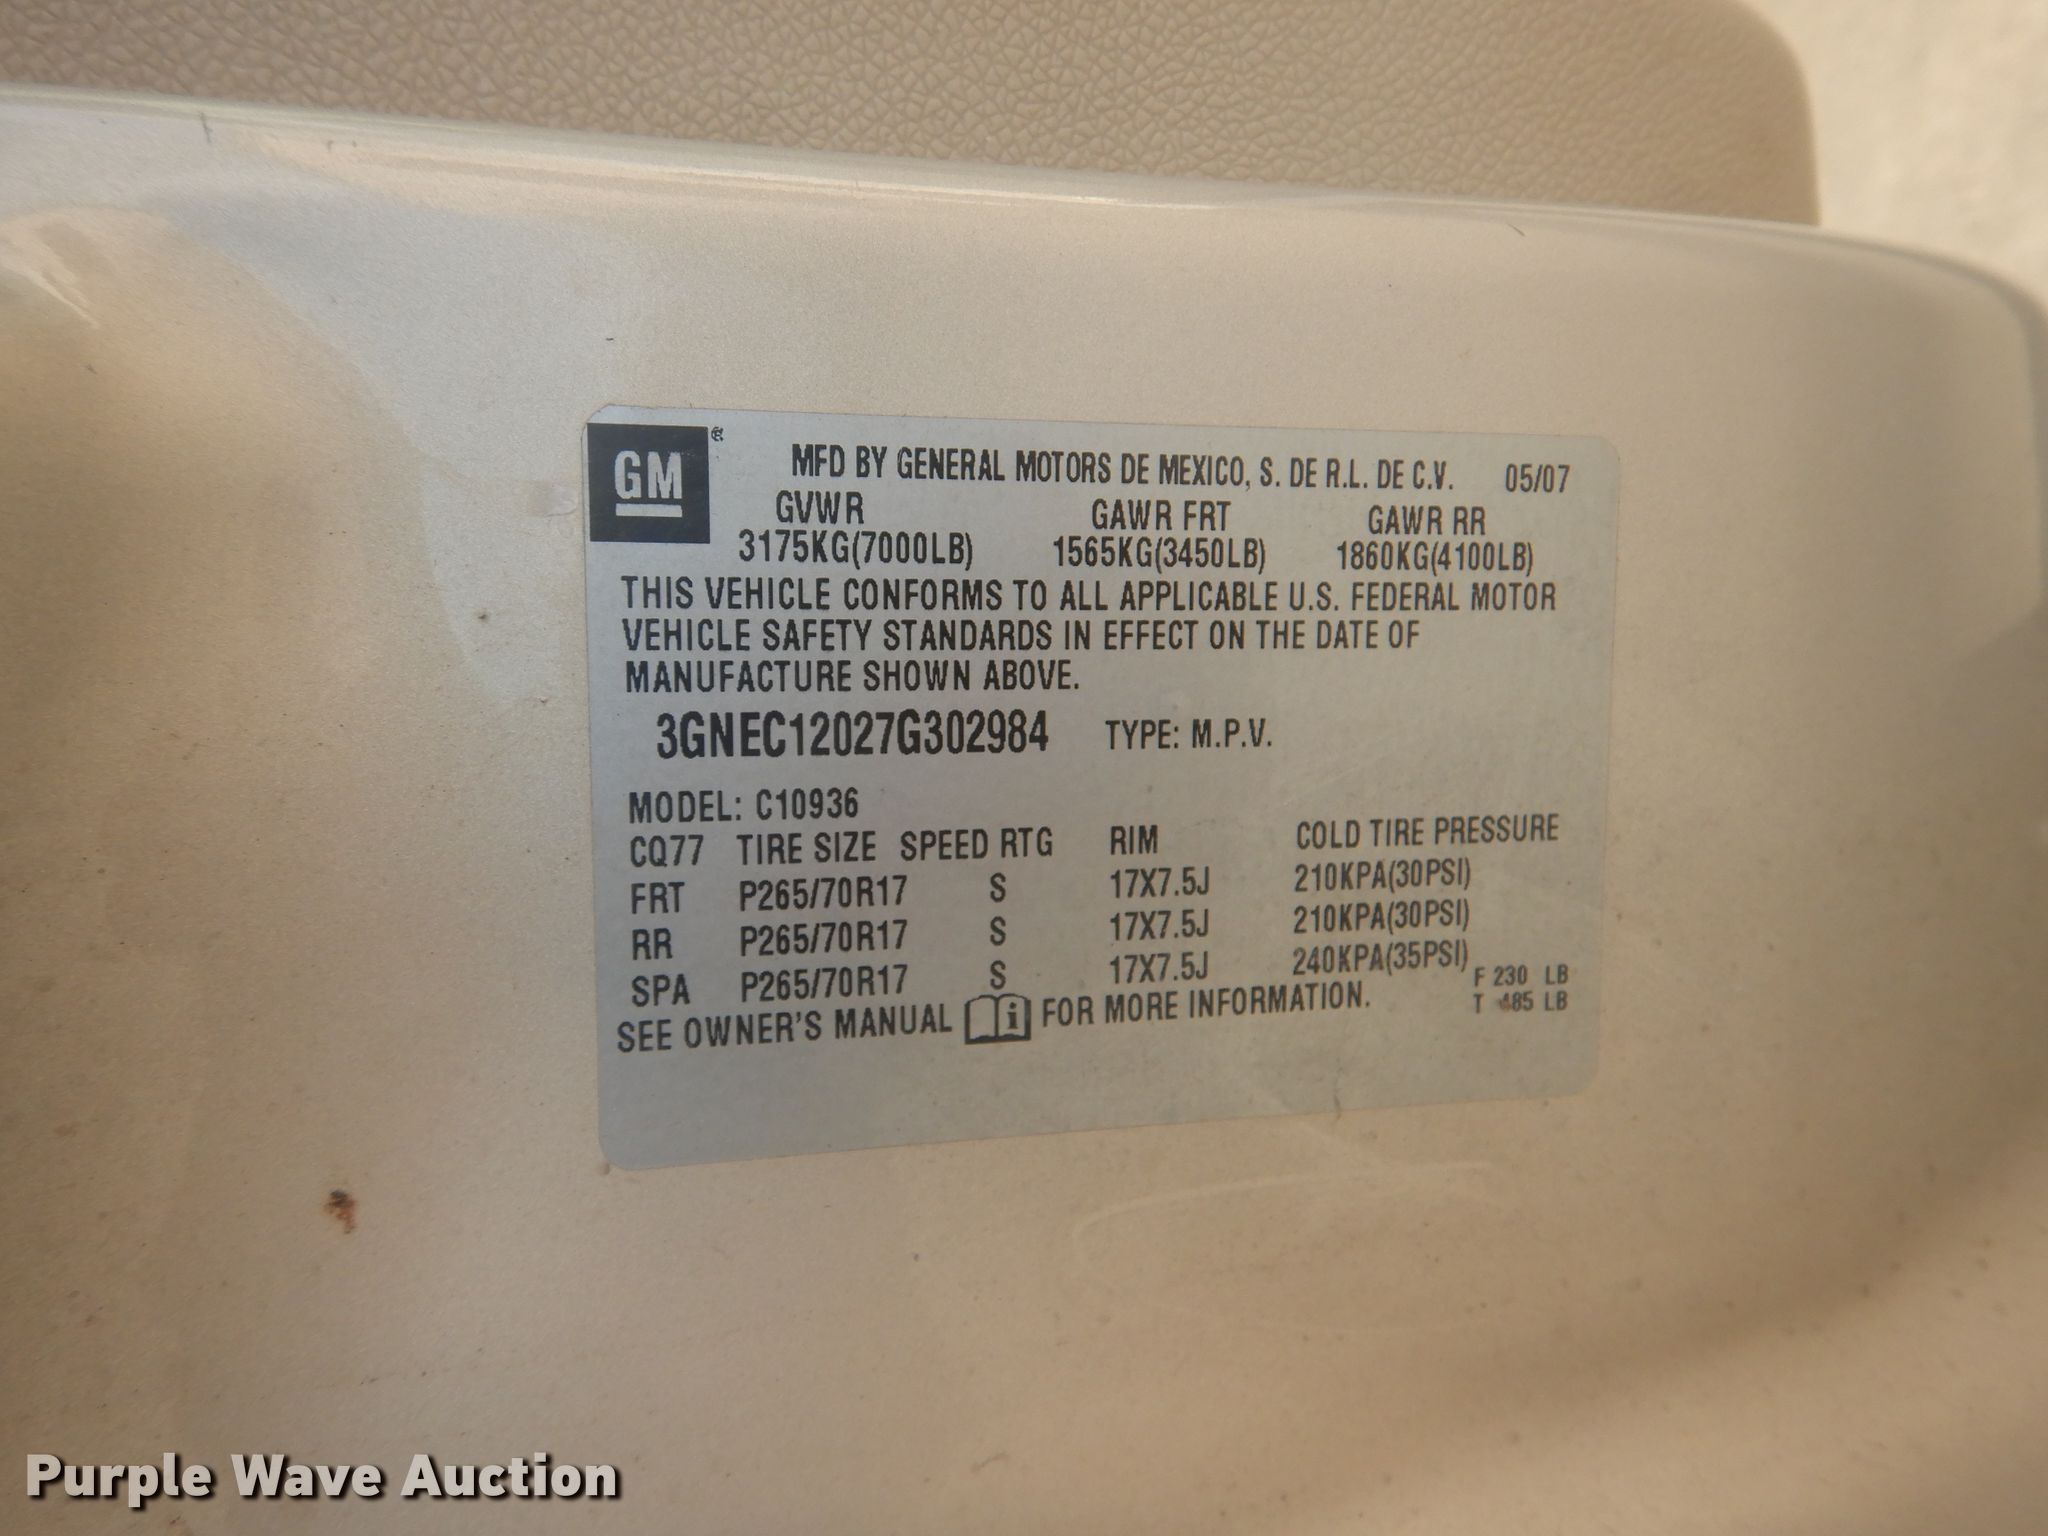 GM
MFD BY GENERAL MOTORS DE MEXICO, S. DE R.L. DE C.V. 05/07
GVWR GAWR FRT GAWR RR
3175KG(7000LB) 1565KG(3450LB) 1860KG(4100LB)
THIS VEHICLE CONFORMS TO ALL APPLICABLE U.S. FEDERAL MOTOR
VEHICLE SAFETY STANDARDS IN EFFECT ON THE DATE OF
MANUFACTURE SHOWN ABOVE.
3GNEC12027G302984 TYPE: M.P.V.
MODEL: C10936
CQ77 TIRE SIZE SPEED RTG RIM COLD TIRE PRESSURE
FRT P265/70R17 S 17X7.5J 210KPA(30PSI)
RR P265/70R17 S 17X7.5J 210KPA(30PSI)
SPA P265/70R17 S 17X7.5J 240KPA(35PSI)
F 230 LB
T 485 LB
SEE OWNER'S MANUAL FOR MORE INFORMATION.
Purple Wave Auction